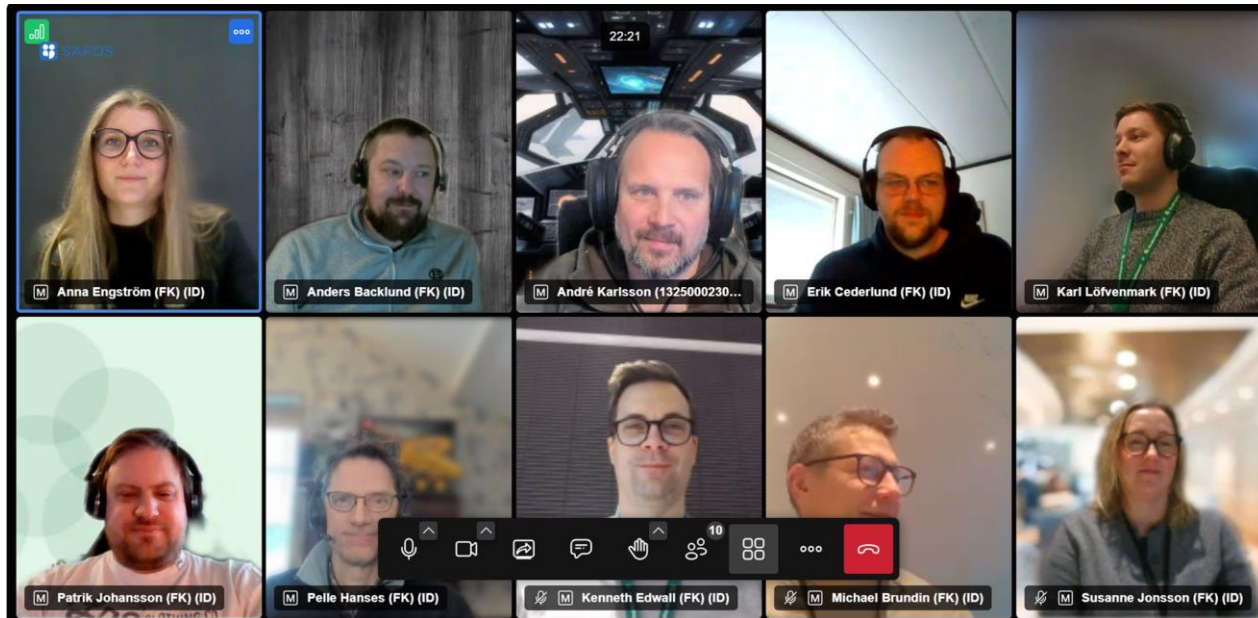 SAFOS
22:21
Anna Engström (FK) (ID)
Anders Backlund (FK) (ID)
André Karlsson (1325000230...
Erik Cederlund (FK) (ID)
Karl Löfvenmark (FK) (ID)
10
Patrik Johansson (FK) (ID)
Pelle Hanses (FK) (ID)
Kenneth Edwall (FK) (ID)
Michael Brundin (FK) (ID)
Susanne Jonsson (FK) (ID)